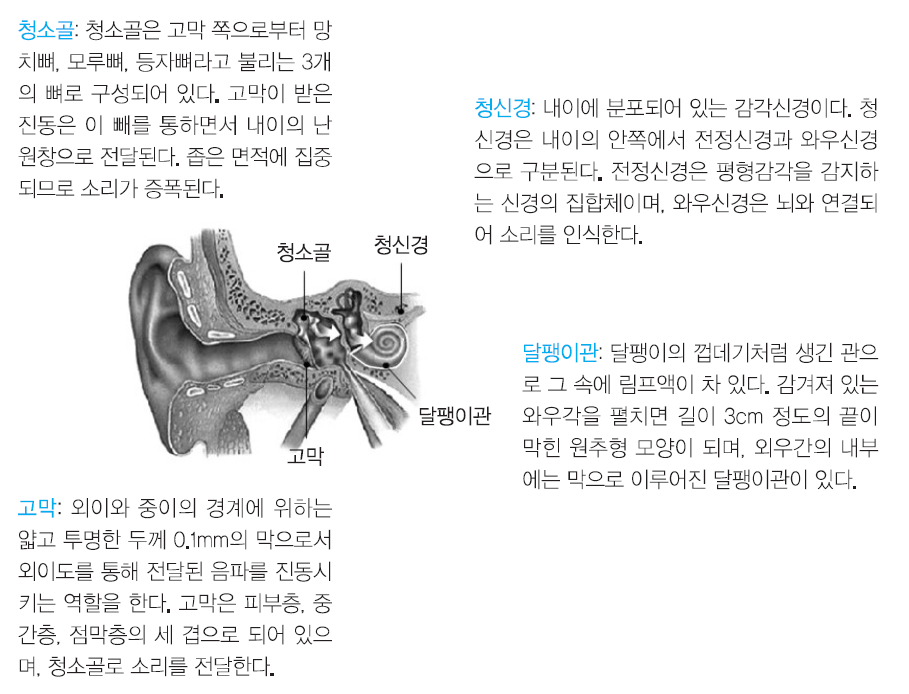 청소골: 청소골은 고막 쪽으로부터 망
치뼈, 모루뼈, 등자뼈라고 불리는 3개
의 뼈로 구성되어 있다. 고막이 받은
진동은 이 뼤를 통하면서 내이의 난
원창으로 전달된다. 좁은 면적에 집중
되므로 소리가 증폭된다.
청신경: 내이에 분포되어 있는 감각신경이다. 청
신경은 내이의 안쪽에서 전정신경과 와우신경
으로 구분된다. 전정신경은 평형감각을 감지하
는 신경의 집합체이며, 와우신경은 뇌와 연결되
어 소리를 인식한다.
청소골
청신경
달팽이관
고막
달팽이관: 달팽이의 껍데기처럼 생긴 관으
로 그 속에 림프액이 차 있다. 감겨져 있는
와우각을 펼치면 길이 3cm 정도의 끝이
막힌 원추형 모양이 되며, 외우간의 내부
에는 막으로 이루어진 달팽이관이 있다.
고막: 외이와 중이의 경계에 위하는
얇고 투명한 두께 0.1mm의 막으로서
외이도를 통해 전달된 음파를 진동시
키는 역할을 한다. 고막은 피부층, 중
간층, 점막층의 세 겹으로 되어 있으
며, 청소골로 소리를 전달한다.